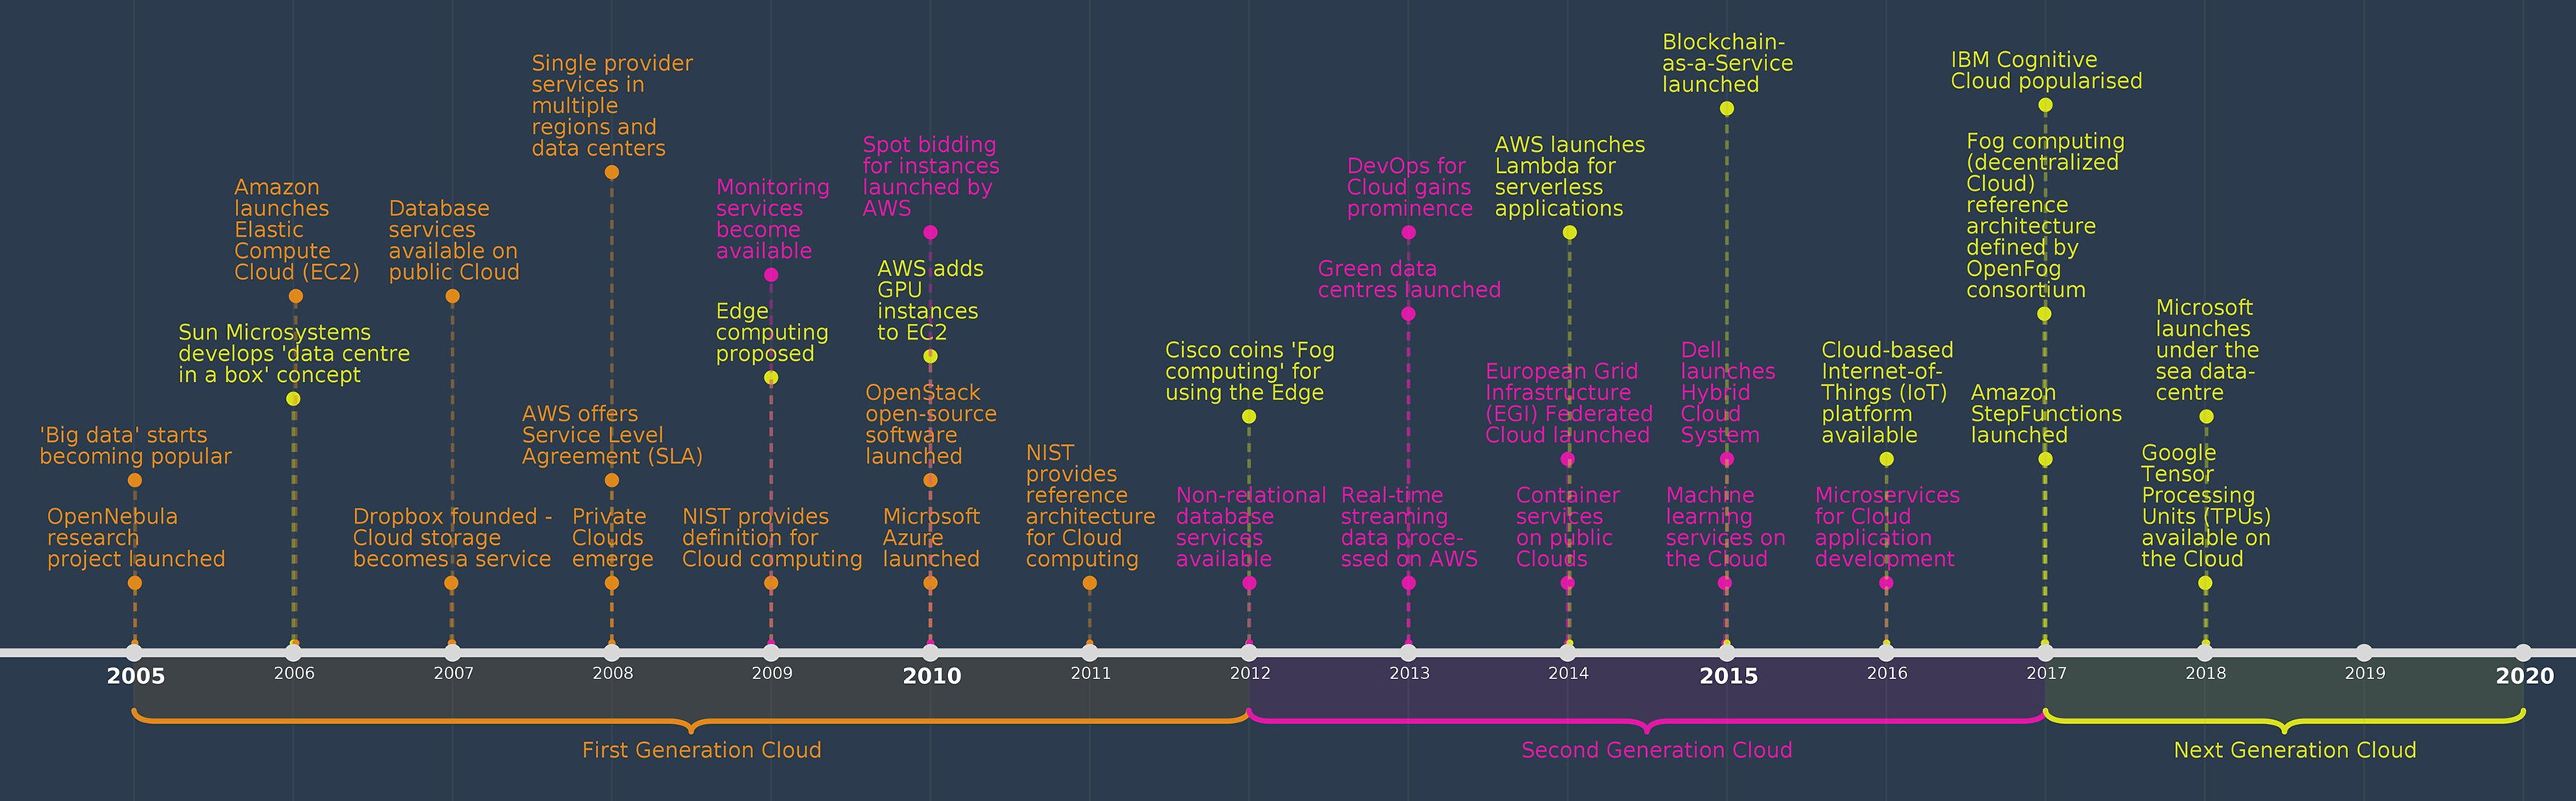 Blockchain-
as-a-Service
launched
IBM Cognitive
Cloud popularised
Single provider
services in
multiple
regions and
data centers
Spot bidding
for instances
launched by
AWS
DevOps for
Cloud gains
prominence
AWS launches
Lambda for
serverless
applications
Fog computing
(decentralized
Cloud)
reference
architecture
defined by
OpenFog
consortium
Amazon
launches
Elastic
Compute
Cloud (EC2)
Database
services
available on
public Cloud
Monitoring
services
become
available
AWS adds
GPU
instances
to EC2
Green data
centres launched
Sun Microsystems
develops 'data centre
in a box' concept
Edge
computing
proposed
Cisco coins 'Fog
computing' for
using the Edge
European Grid
Infrastructure
(EGI) Federated
Cloud launched
Dell
launches
Hybrid
Cloud
System
Cloud-based
Internet-of-
Things (IoT)
platform
available
Amazon
StepFunctions
launched
Microsoft
launches
under the
sea data-
centre
'Big data' starts
becoming popular
AWS offers
Service Level
Agreement (SLA)
OpenStack
open-source
software
launched
OpenNebula
research
project launched
Dropbox founded -
Cloud storage
becomes a service
Private
Clouds
emerge
NIST provides
definition for
Cloud computing
Microsoft
Azure
launched
NIST
provides
reference
architecture
for Cloud
computing
Non-relational
database
services
available
Real-time
streaming
data proce-
ssed on AWS
Container
services
on public
Clouds
Machine
learning
services on
the Cloud
Microservices
for Cloud
application
development
Google
Tensor
Processing
Units (TPUs)
available on
the Cloud
2005 2006 2007 2008 2009 2010 2011 2012 2013 2014 2015 2016 2017 2018 2019 2020
First Generation Cloud
Second Generation Cloud
Next Generation Cloud